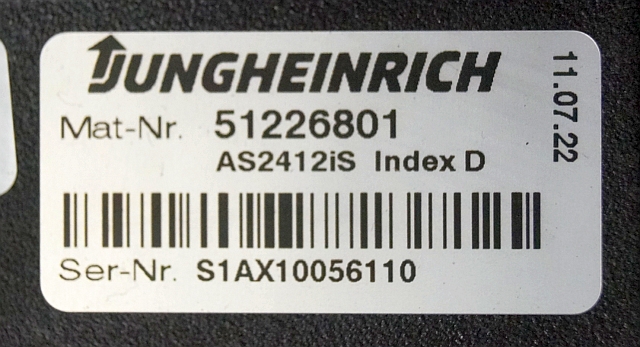 JUNGHEINRICH
Mat-Nr. 51226801
AS2412iS Index D
Ser-Nr. S1AX10056110
11.07.22